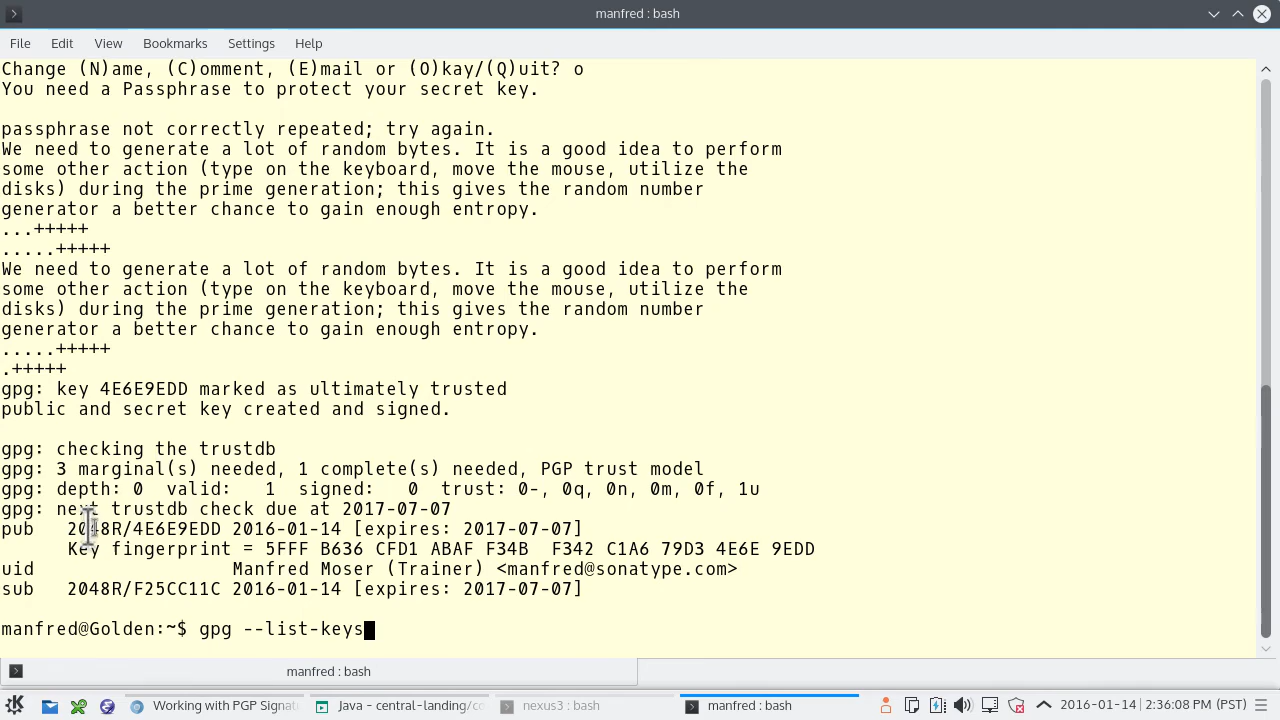 manfred : bash
File Edit View Bookmarks Settings Help
Change (N)ame, (C)omment, (E)mail or (O)kay/(Q)uit? o
You need a Passphrase to protect your secret key.
passphrase not correctly repeated; try again.
We need to generate a lot of random bytes. It is a good idea to perform
some other action (type on the keyboard, move the mouse, utilize the
disks) during the prime generation; this gives the random number
generator a better chance to gain enough entropy.
...+++++
.....+++++
We need to generate a lot of random bytes. It is a good idea to perform
some other action (type on the keyboard, move the mouse, utilize the
disks) during the prime generation; this gives the random number
generator a better chance to gain enough entropy.
.....+++++
.+++++
gpg: key 4E6E9EDD marked as ultimately trusted
public and secret key created and signed.
gpg: checking the trustdb
gpg: 3 marginal(s) needed, 1 complete(s) needed, PGP trust model
gpg: depth: 0  valid:   1  signed:   0  trust: 0-, 0q, 0n, 0m, 0f, 1u
gpg: next trustdb check due at 2017-07-07
pub   2048R/4E6E9EDD 2016-01-14 [expires: 2017-07-07]
      Key fingerprint = 5FFF B636 CFD1 ABAF F34B  F342 C1A6 79D3 4E6E 9EDD
uid                  Manfred Moser (Trainer) <manfred@sonatype.com>
sub   2048R/F25CC11C 2016-01-14 [expires: 2017-07-07]
manfred@Golden:~$ gpg --list-keys
manfred : bash
Working with PGP Signat Java - central-landing/co nexus3 : bash manfred : bash 2016-01-14 2:36:08 PM (PST)